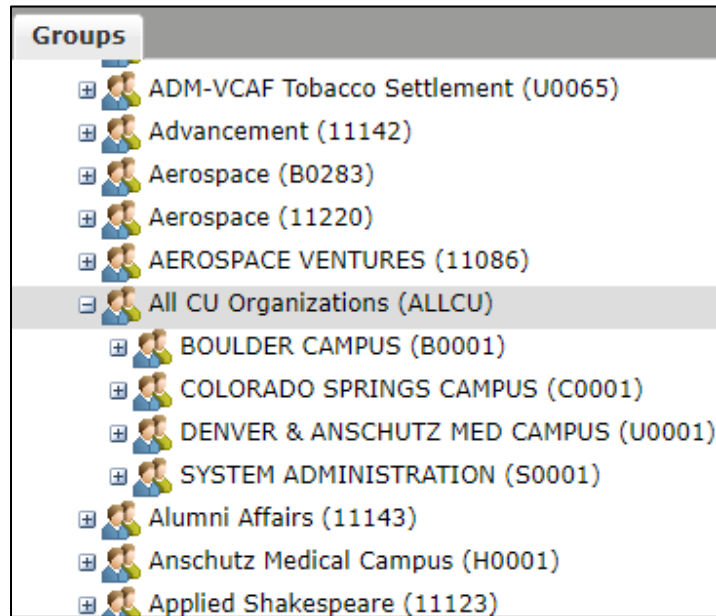 Groups
ADM-VCAF Tobacco Settlement (U0065)
Advancement (11142)
Aerospace (B0283)
Aerospace (11220)
AEROSPACE VENTURES (11086)
All CU Organizations (ALLCU)
BOULDER CAMPUS (B0001)
COLORADO SPRINGS CAMPUS (C0001)
DENVER & ANSCHUTZ MED CAMPUS (U0001)
SYSTEM ADMINISTRATION (S0001)
Alumni Affairs (11143)
Anschutz Medical Campus (H0001)
Applied Shakespeare (11123)